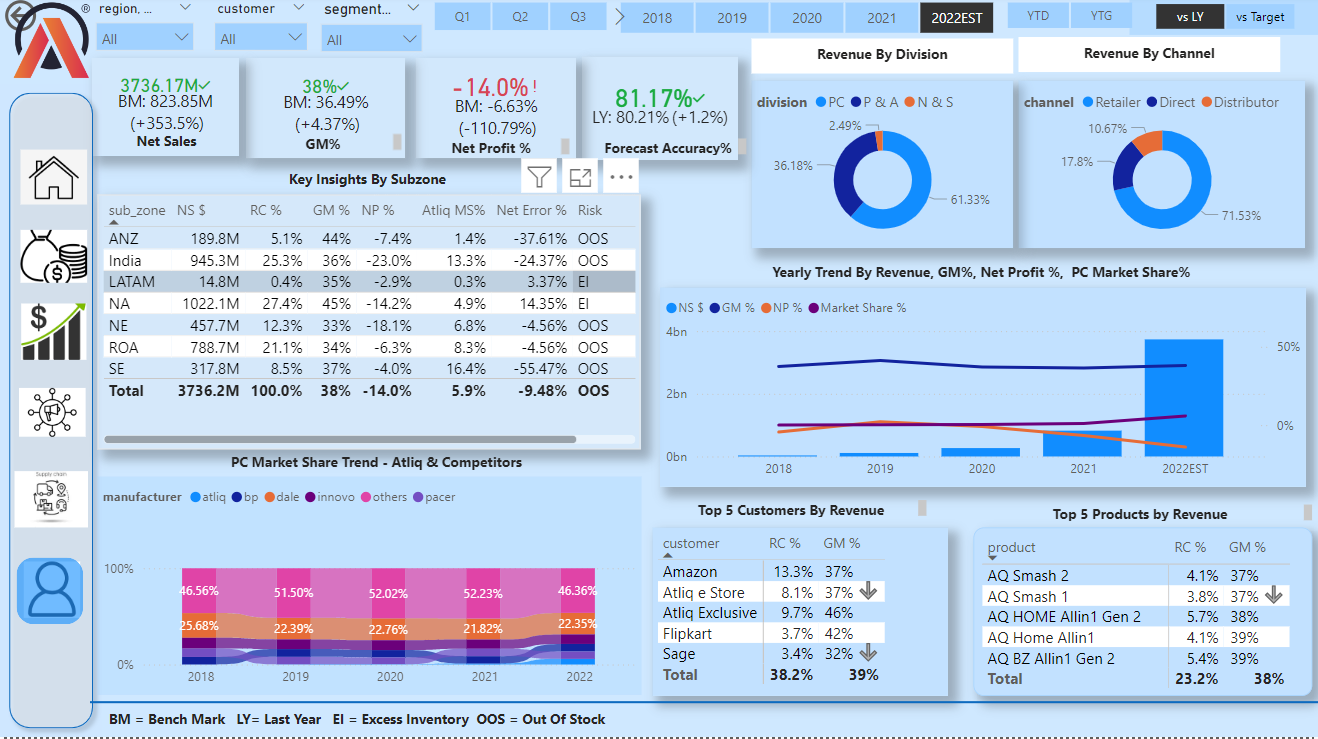 region, ... customer segment...
All All All
Q1 Q2 Q3 2018 2019 2020 2021 2022EST YTD YTG vs LY vs Target
3736.17M
BM: 823.85M
(+353.5%)
Net Sales
38%
BM: 36.49%
(+4.37%)
GM%
-14.0% !
BM: -6.63%
(-110.79%)
Net Profit %
81.17%
LY: 80.21% (+1.2%)
Forecast Accuracy%
Revenue By Division
division PC P & A N & S
2.49%
36.18%
61.33%
Revenue By Channel
channel Retailer Direct Distributor
10.67%
17.8%
71.53%
Key Insights By Subzone
sub_zone NS $ RC % GM % NP % Atliq MS% Net Error % Risk
ANZ 189.8M 5.1% 44% -7.4% 1.4% -37.61% OOS
India 945.3M 25.3% 36% -23.0% 13.3% -24.37% OOS
LATAM 14.8M 0.4% 35% -2.9% 0.3% 3.37% EI
NA 1022.1M 27.4% 45% -14.2% 4.9% 14.35% EI
NE 457.7M 12.3% 33% -18.1% 6.8% -4.56% OOS
ROA 788.7M 21.1% 34% -6.3% 8.3% -4.56% OOS
SE 317.8M 8.5% 37% -4.0% 16.4% -55.47% OOS
Total 3736.2M 100.0% 38% -14.0% 5.9% -9.48% OOS
Yearly Trend By Revenue, GM%, Net Profit %, PC Market Share%
NS $ GM % NP % Market Share %
4bn
50%
2bn
0%
0bn
2018 2019 2020 2021 2022EST
PC Market Share Trend - Atliq & Competitors
manufacturer atliq bp dale innovo others pacer
100%
46.56% 51.50% 52.02% 52.23% 46.36%
25.68% 22.39% 22.76% 21.82% 22.35%
0%
2018 2019 2020 2021 2022
Top 5 Customers By Revenue
customer RC % GM %
Amazon 13.3% 37%
Atliq e Store 8.1% 37%
Atliq Exclusive 9.7% 46%
Flipkart 3.7% 42%
Sage 3.4% 32%
Total 38.2% 39%
Top 5 Products by Revenue
product RC % GM %
AQ Smash 2 4.1% 37%
AQ Smash 1 3.8% 37%
AQ HOME Allin1 Gen 2 5.7% 38%
AQ Home Allin1 4.1% 39%
AQ BZ Allin1 Gen 2 5.4% 39%
Total 23.2% 38%
Supply chain
BM = Bench Mark LY= Last Year EI = Excess Inventory OOS = Out Of Stock